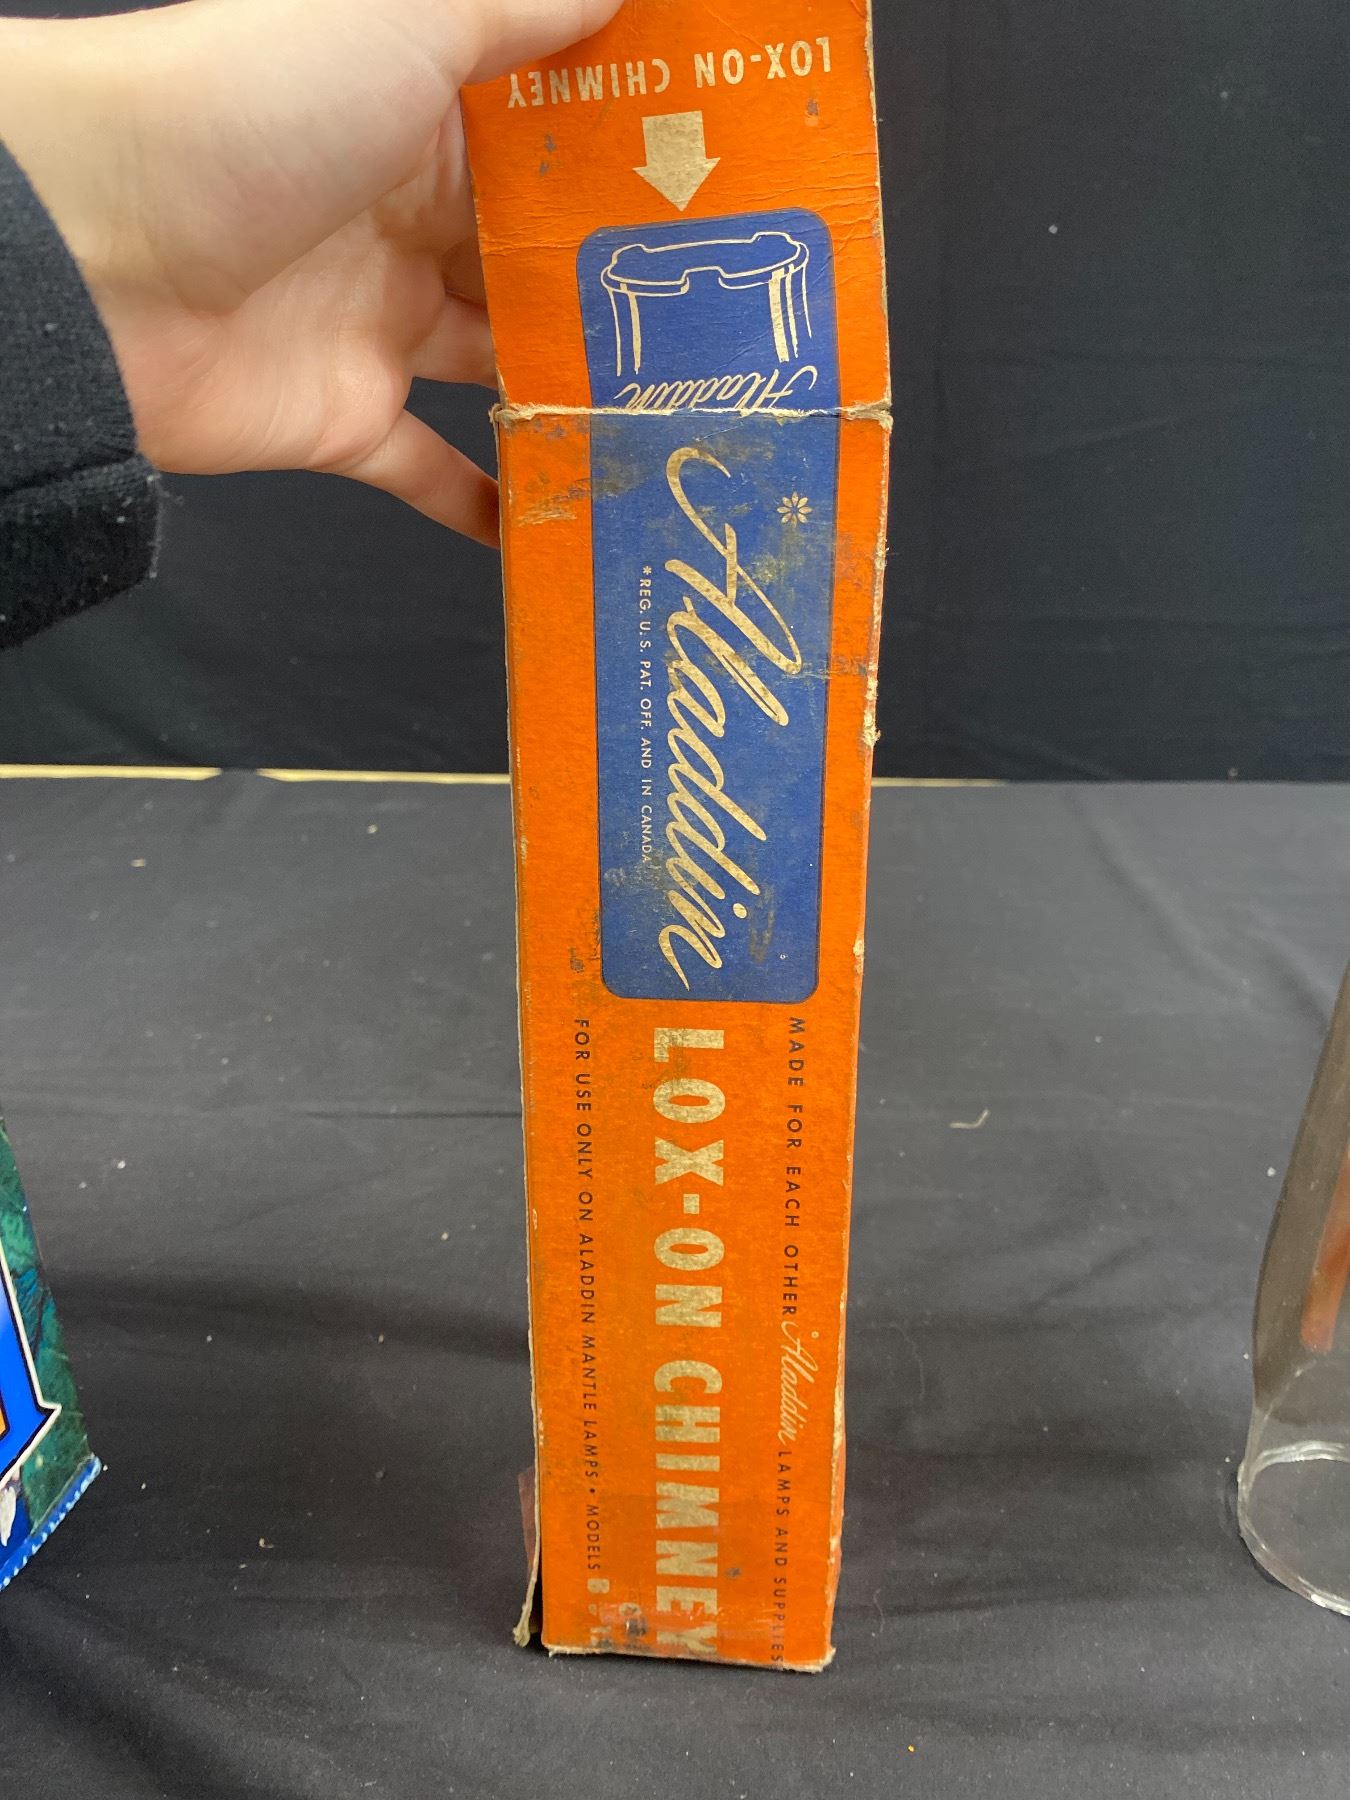 LOX-ON CHIMNEY
Aladdin
*
Aladdin
*REG. U.S. PAT. OFF. AND IN CANADA
MADE FOR EACH OTHER Aladdin LAMPS AND SUPPLIES
LOX-ON CHIMNEY
FOR USE ONLY ON ALADDIN MANTLE LAMPS • MODELS B